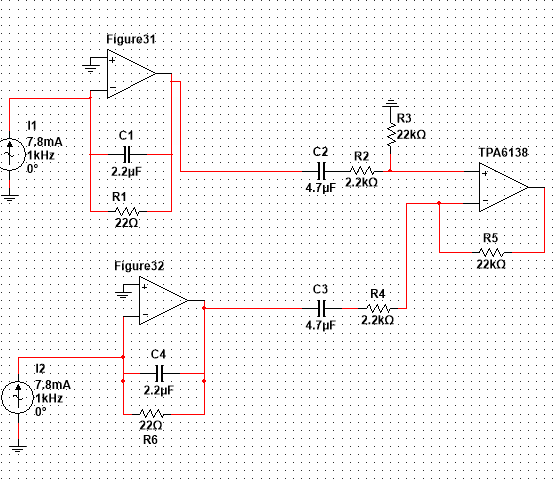 Figure31
I1
7.8mA
1kHz
0°
C1
2.2µF
R1
22Ω
C2
4.7µF
R2
2.2kΩ
R3
22kΩ
TPA6138
R5
22kΩ
Figure32
I2
7.8mA
1kHz
0°
C4
2.2µF
22Ω
R6
C3
4.7µF
R4
2.2kΩ